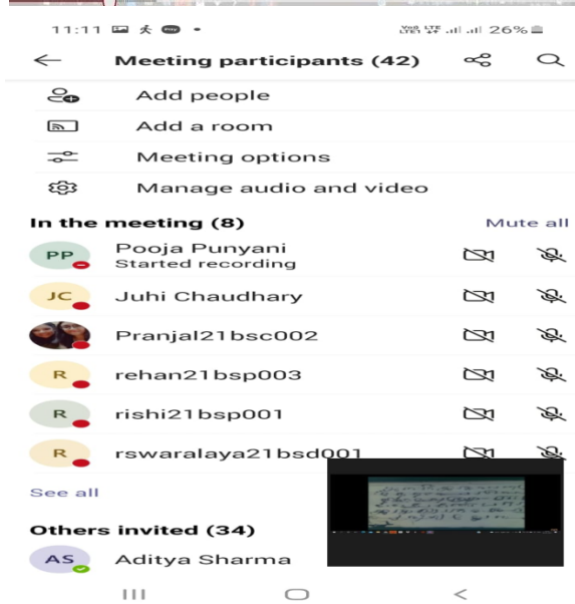 11:11 26%
Meeting participants (42)
Add people
Add a room
Meeting options
Manage audio and video
In the meeting (8) Mute all
PP Pooja Punyani
Started recording
JC Juhi Chaudhary
Pranjal21bsc002
R rehan21bsp003
R rishi21bsp001
R rswaralaya21bsd001
See all
Others invited (34)
AS Aditya Sharma